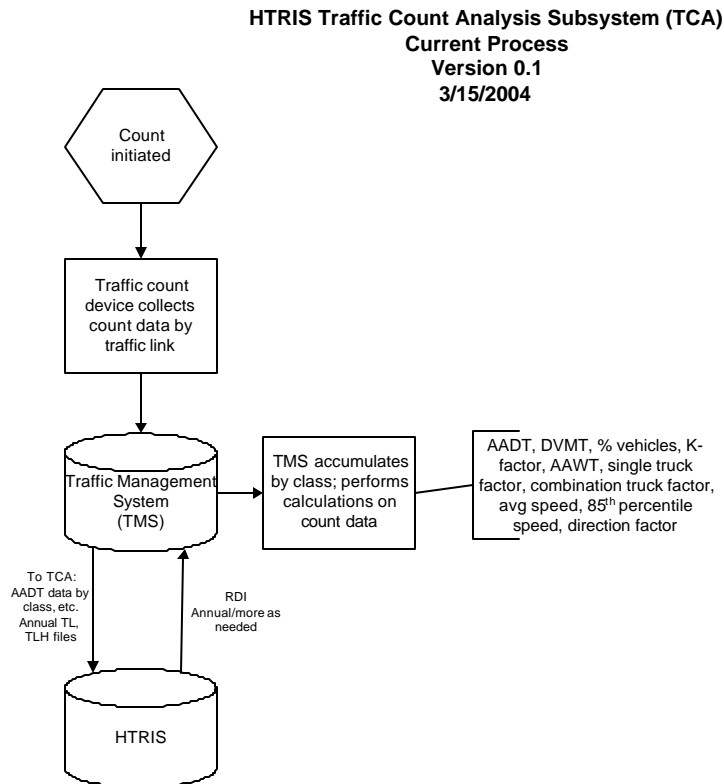 HTRIS Traffic Count Analysis Subsystem (TCA)
Current Process
Version 0.1
3/15/2004
Count
initiated
Traffic count
device collects
count data by
traffic link
Traffic Management
System
(TMS)
TMS accumulates
by class; performs
calculations on
count data
AADT, DVMT, % vehicles, K-
factor, AAWT, single truck
factor, combination truck factor,
avg speed, 85th percentile
speed, direction factor
To TCA:
AADT data by
class, etc.
Annual TL,
TLH files
RDI
Annual/more as
needed
HTRIS